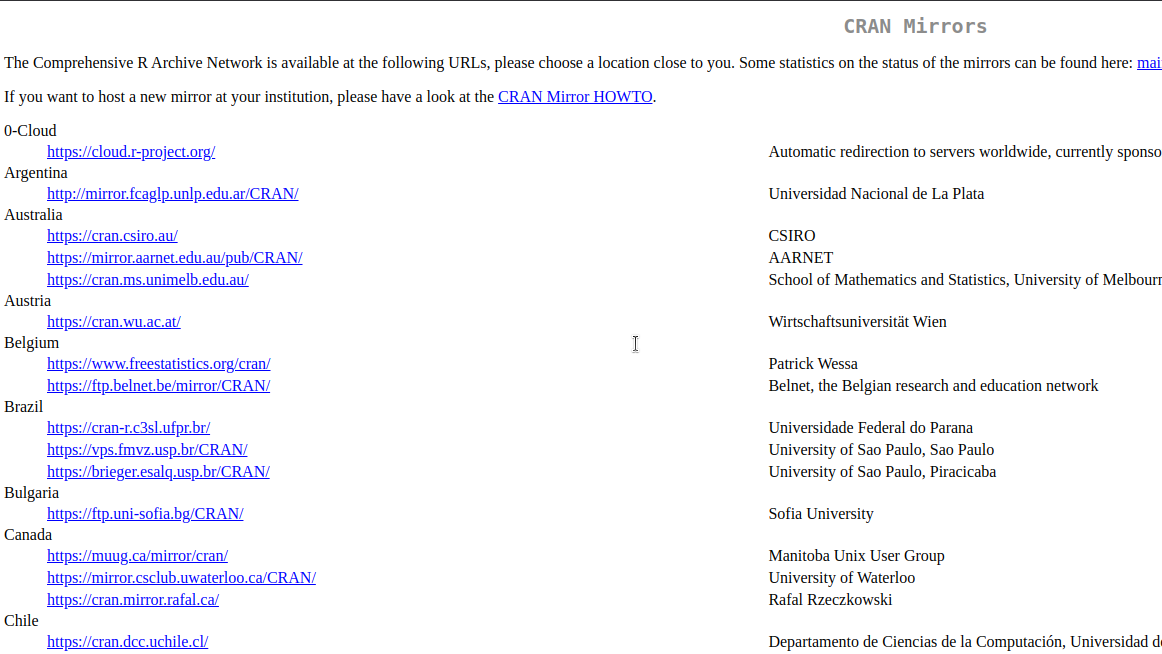 CRAN Mirrors
The Comprehensive R Archive Network is available at the following URLs, please choose a location close to you. Some statistics on the status of the mirrors can be found here:
If you want to host a new mirror at your institution, please have a look at the CRAN Mirror HOWTO.
0-Cloud
https://cloud.r-project.org/ Automatic redirection to servers worldwide, currently
Argentina
http://mirror.fcaglp.unlp.edu.ar/CRAN/ Universidad Nacional de La Plata
Australia
https://cran.csiro.au/ CSIRO
https://mirror.aarnet.edu.au/pub/CRAN/ AARNET
https://cran.ms.unimelb.edu.au/ School of Mathematics and Statistics, University of
Austria
https://cran.wu.ac.at/ Wirtschaftsuniversität Wien
Belgium
https://www.freestatistics.org/cran/ Patrick Wessa
https://ftp.belnet.be/mirror/CRAN/ Belnet, the Belgian research and education network
Brazil
https://cran-r.c3sl.ufpr.br/ Universidade Federal do Parana
https://vps.fmvz.usp.br/CRAN/ University of Sao Paulo, Sao Paulo
https://brieger.esalq.usp.br/CRAN/ University of Sao Paulo, Piracicaba
Bulgaria
https://ftp.uni-sofia.bg/CRAN/ Sofia University
Canada
https://muug.ca/mirror/cran/ Manitoba Unix User Group
https://mirror.csclub.uwaterloo.ca/CRAN/ University of Waterloo
https://cran.mirror.rafal.ca/ Rafal Rzeczkowski
Chile
https://cran.dcc.uchile.cl/ Departamento de Ciencias de la Computación, Universidad